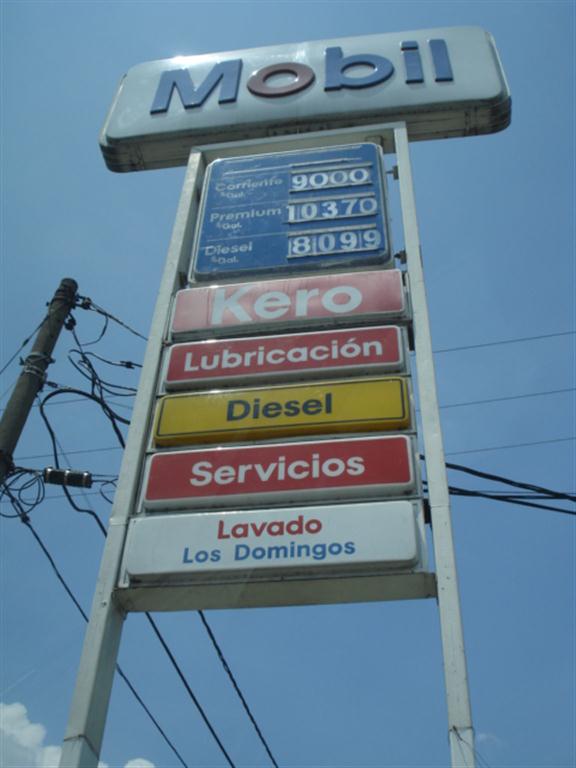 Mobil
Corriente 9000
$ Gal.
Premium 10370
$ Gal.
Diesel 8099
$ Gal.
Kero
Lubricación
Diesel
Servicios
Lavado
Los Domingos